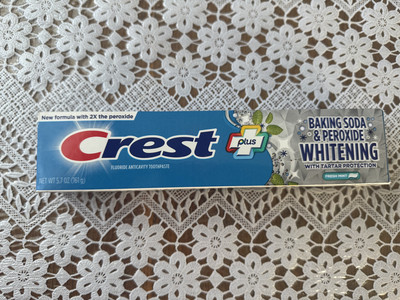 New formula with 2X the peroxide
Crest
plus
FLUORIDE ANTICAVITY TOOTHPASTE
NET WT 5.7 OZ (161g)
BAKING SODA
& PEROXIDE
WHITENING
WITH TARTAR PROTECTION
FRESH MINT